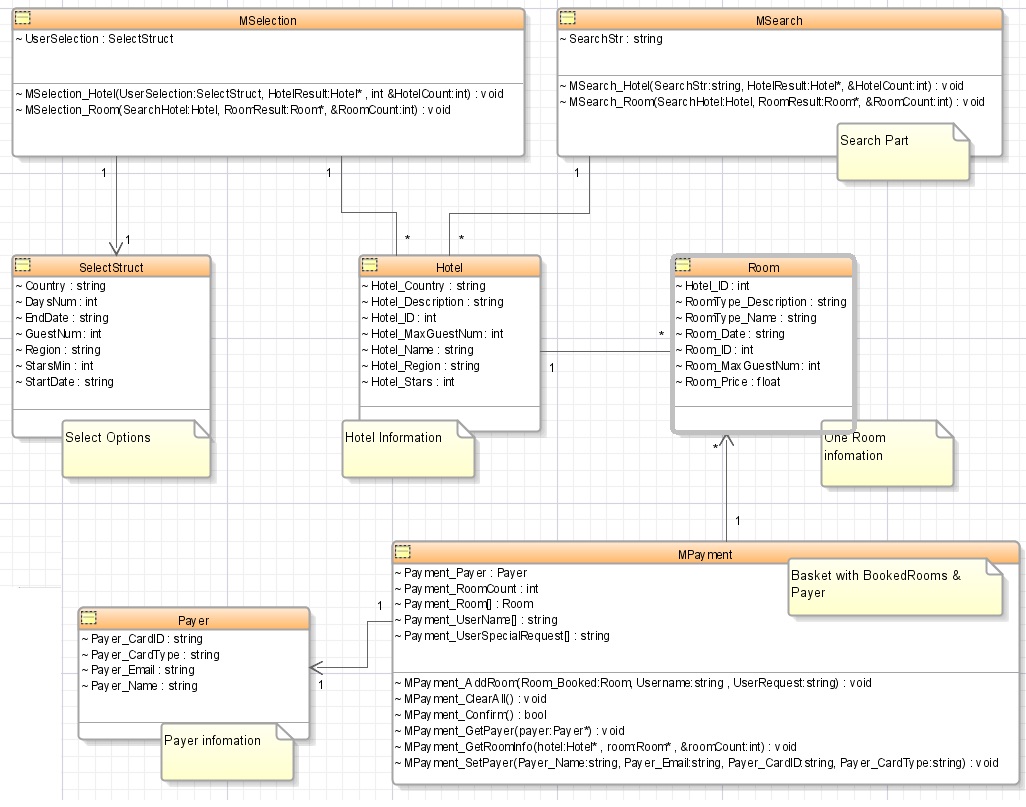 MSelection
~ UserSelection : SelectStruct
~ MSelection_Hotel(UserSelection:SelectStruct, HotelResult:Hotel* , int &HotelCount:int) : void
~ MSelection_Room(SearchHotel:Hotel, RoomResult:Room*, &RoomCount:int) : void
MSearch
~ SearchStr : string
~ MSearch_Hotel(SearchStr:string, HotelResult:Hotel*, &HotelCount:int) : void
~ MSearch_Room(SearchHotel:Hotel, RoomResult:Room*, &RoomCount:int) : void
Search Part
1
1
1
1
*
*
SelectStruct
~ Country : string
~ DaysNum : int
~ EndDate : string
~ GuestNum : int
~ Region : string
~ StarsMin : int
~ StartDate : string
Select Options
Hotel
~ Hotel_Country : string
~ Hotel_Description : string
~ Hotel_ID : int
~ Hotel_MaxGuestNum : int
~ Hotel_Name : string
~ Hotel_Region : string
~ Hotel_Stars : int
Hotel Information
1
*
Room
~ Hotel_ID : int
~ RoomType_Description : string
~ RoomType_Name : string
~ Room_Date : string
~ Room_ID : int
~ Room_MaxGuestNum : int
~ Room_Price : float
One Room
infomation
*
1
MPayment
~ Payment_Payer : Payer
~ Payment_RoomCount : int
~ Payment_Room[] : Room
~ Payment_UserName[] : string
~ Payment_UserSpecialRequest[] : string
Basket with BookedRooms &
Payer
~ MPayment_AddRoom(Room_Booked:Room, Username:string , UserRequest:string) : void
~ MPayment_ClearAll() : void
~ MPayment_Confirm() : bool
~ MPayment_GetPayer(payer:Payer*) : void
~ MPayment_GetRoomInfo(hotel:Hotel* , room:Room* , &roomCount:int) : void
~ MPayment_SetPayer(Payer_Name:string, Payer_Email:string, Payer_CardID:string, Payer_CardType:string) : void
1
1
Payer
~ Payer_CardID : string
~ Payer_CardType : string
~ Payer_Email : string
~ Payer_Name : string
Payer infomation